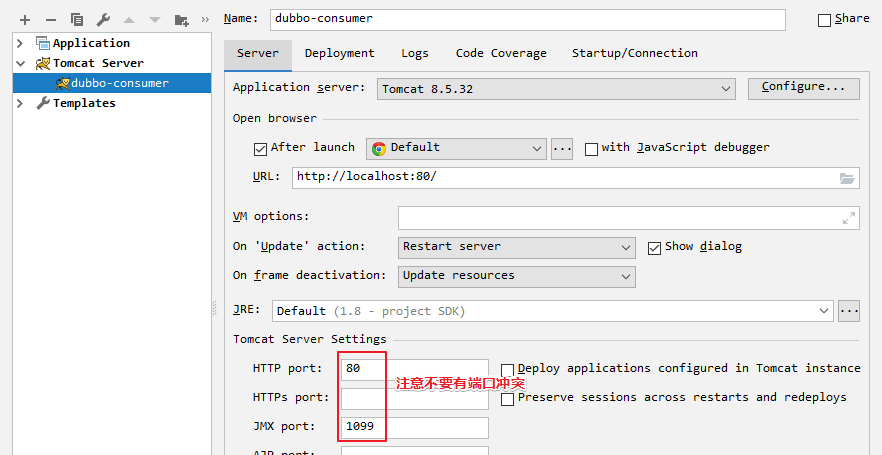 Name: dubbo-consumer Share
Application
Tomcat Server
dubbo-consumer
Templates
Server Deployment Logs Code Coverage Startup/Connection
Application server: Tomcat 8.5.32 Configure...
Open browser
After launch Default ... with JavaScript debugger
URL: http://localhost:80/
VM options:
On 'Update' action: Restart server Show dialog
On frame deactivation: Update resources
JRE: Default (1.8 - project SDK) ...
Tomcat Server Settings
HTTP port: 80 Deploy applications configured in Tomcat instance
注意不要有端口冲突
HTTPs port: Preserve sessions across restarts and redeploys
JMX port: 1099
AJP port: